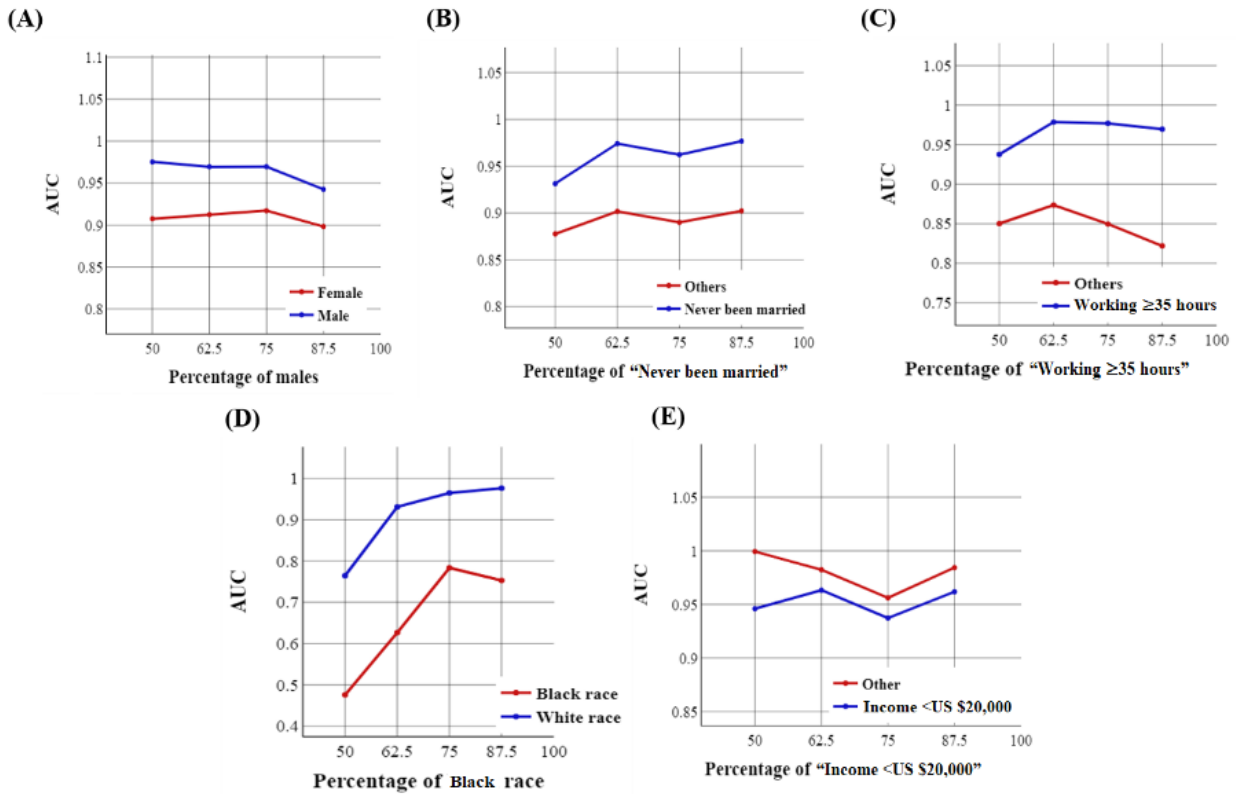 (A)
1.1
1.05
1
0.95
0.9
0.85
0.8
AUC
Female
Male
50 62.5 75 87.5 100
Percentage of males
(B)
1.05
1
0.95
0.9
0.85
0.8
AUC
Others
Never been married
50 62.5 75 87.5 100
Percentage of “Never been married”
(C)
1.05
1
0.95
0.9
0.85
0.8
0.75
AUC
Others
Working ≥35 hours
50 62.5 75 87.5 100
Percentage of “Working ≥35 hours”
(D)
1
0.9
0.8
0.7
0.6
0.5
0.4
AUC
Black race
White race
50 62.5 75 87.5 100
Percentage of Black race
(E)
1.05
1
0.95
0.9
0.85
AUC
Other
Income <US $20,000
50 62.5 75 87.5 100
Percentage of “Income <US $20,000”